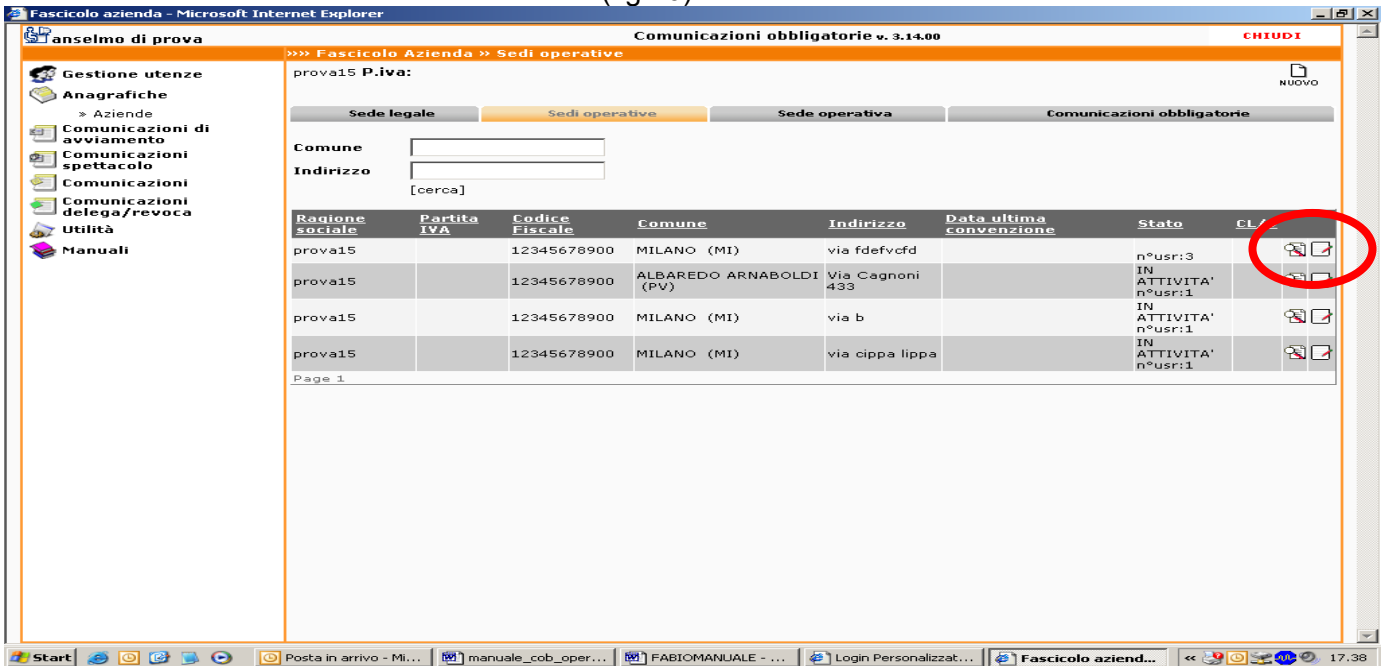 Fascicolo azienda - Microsoft Internet Explorer
anselmo di prova
Comunicazioni obbligatorie v. 3.14.00
CHIUDI
»»» Fascicolo Azienda » Sedi operative
Gestione utenze
Anagrafiche
» Aziende
Comunicazioni di avviamento
Comunicazioni spettacolo
Comunicazioni
Comunicazioni delega/revoca
Utilità
Manuali
prova15 P.iva:
NUOVO
Sede legale Sedi operative Sede operativa Comunicazioni obbligatorie
Comune
Indirizzo
[cerca]
Ragione sociale Partita IVA Codice Fiscale Comune Indirizzo Data ultima convenzione Stato
prova15 12345678900 MILANO (MI) via fdefvcfd n°usr:3
prova15 12345678900 ALBAREDO ARNABOLDI (PV) Via Cagnoni 433 IN ATTIVITA' n°usr:1
prova15 12345678900 MILANO (MI) via b IN ATTIVITA' n°usr:1
prova15 12345678900 MILANO (MI) via cippa lippa IN ATTIVITA' n°usr:1
Page 1
Start Posta in arrivo - Mi... manuale_cob_oper... FABIOMANUALE - ... Login Personalizzat... Fascicolo aziend... « 17.38